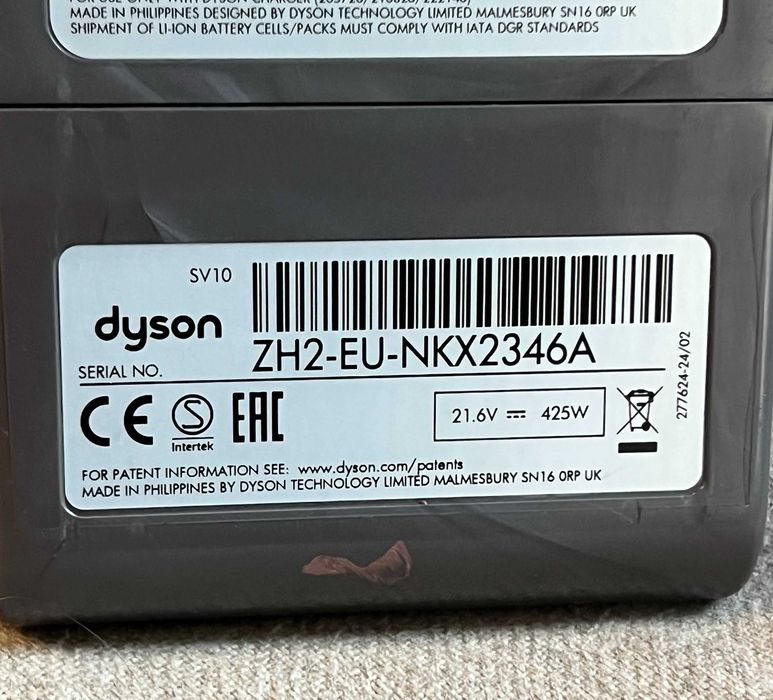 MADE IN PHILIPPINES DESIGNED BY DYSON TECHNOLOGY LIMITED MALMESBURY SN16 0RP UK
SHIPMENT OF LI-ION BATTERY CELLS/PACKS MUST COMPLY WITH IATA DGR STANDARDS
SV10
dyson
SERIAL NO.
ZH2-EU-NKX2346A
CE
S
Intertek
EAC
21.6V ⎓ 425W
277624-24/02
FOR PATENT INFORMATION SEE: www.dyson.com/patents
MADE IN PHILIPPINES BY DYSON TECHNOLOGY LIMITED MALMESBURY SN16 0RP UK